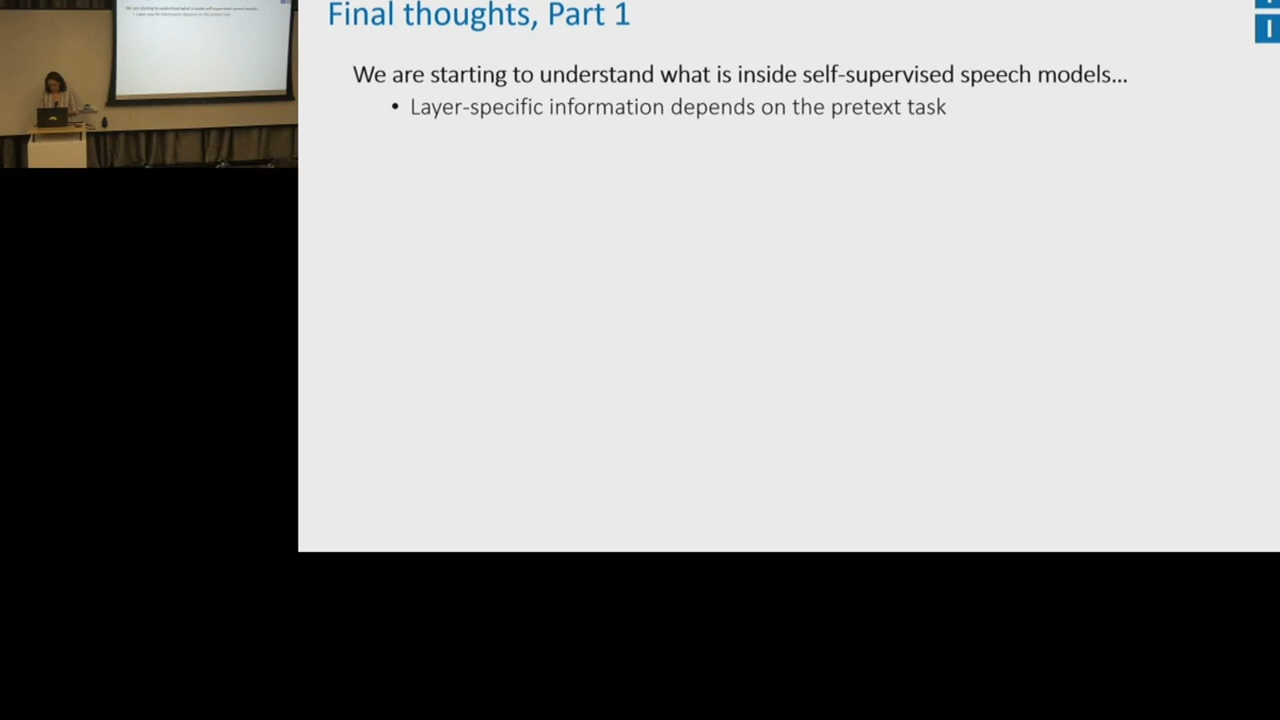 Final thoughts, Part 1
We are starting to understand what is inside self-supervised speech models...
• Layer-specific information depends on the pretext task